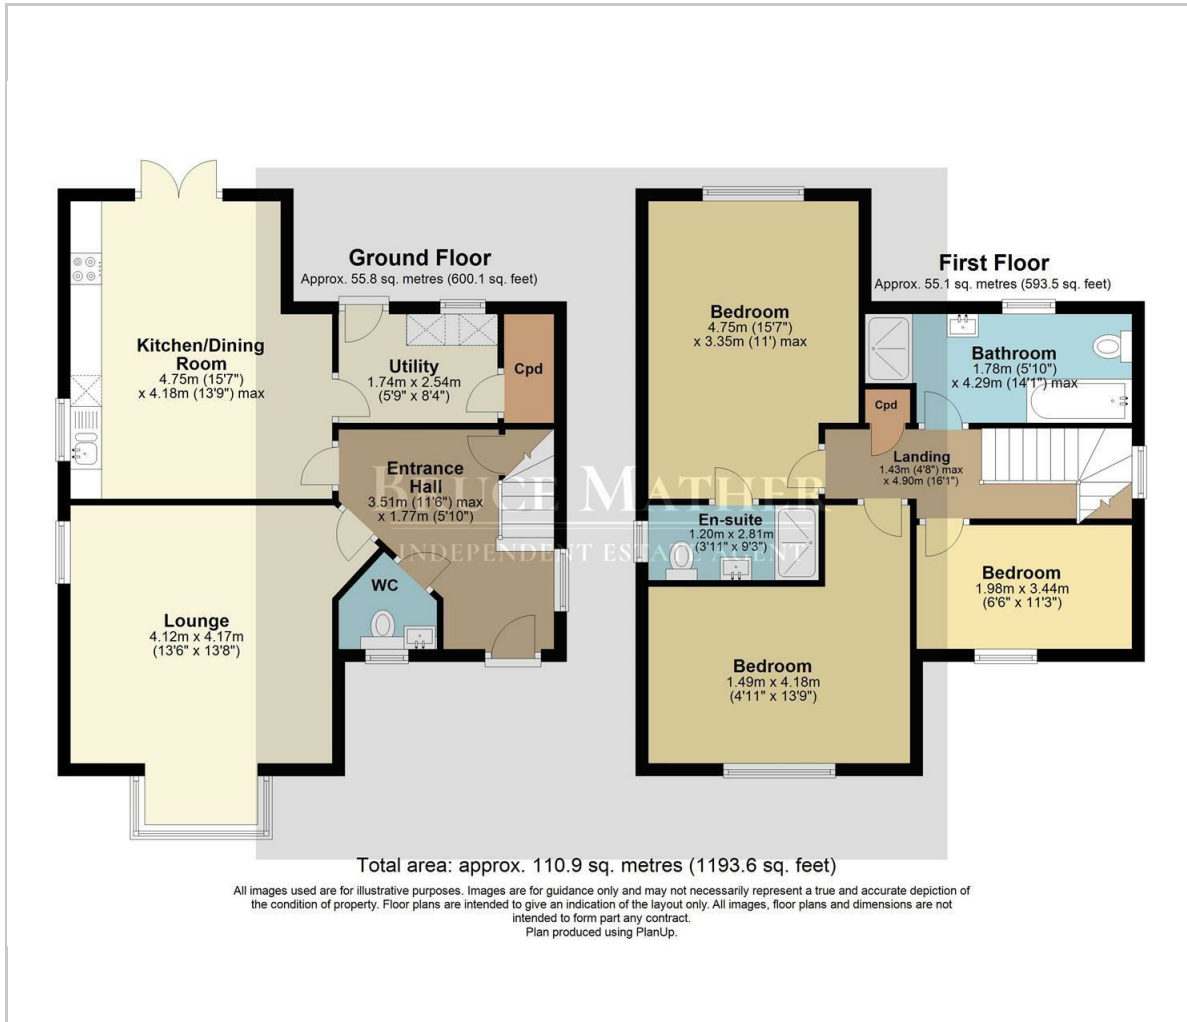 Ground Floor
Approx. 55.8 sq. metres (600.1 sq. feet)
Kitchen/Dining
Room
4.75m (15'7")
x 4.18m (13'9") max
Utility
1.74m x 2.54m
(5'9" x 8'4")
Cpd
Entrance
Hall
3.51m (11'6") max
x 1.77m (5'10")
WC
Lounge
4.12m x 4.17m
(13'6" x 13'8")
First Floor
Approx. 55.1 sq. metres (593.5 sq. feet)
Bedroom
4.75m (15'7")
x 3.35m (11') max
Bathroom
1.78m (5'10")
x 4.29m (14'1") max
Cpd
Landing
1.43m (4'8") max
x 4.90m (16'1")
En-suite
1.20m x 2.81m
(3'11" x 9'3")
Bedroom
1.98m x 3.44m
(6'6" x 11'3")
Bedroom
1.49m x 4.18m
(4'11" x 13'9")
BRUCE MATHER
INDEPENDENT ESTATE AGENT
Total area: approx. 110.9 sq. metres (1193.6 sq. feet)
All images used are for illustrative purposes. Images are for guidance only and may not necessarily represent a true and accurate depiction of
the condition of property. Floor plans are intended to give an indication of the layout only. All images, floor plans and dimensions are not
intended to form part any contract.
Plan produced using PlanUp.